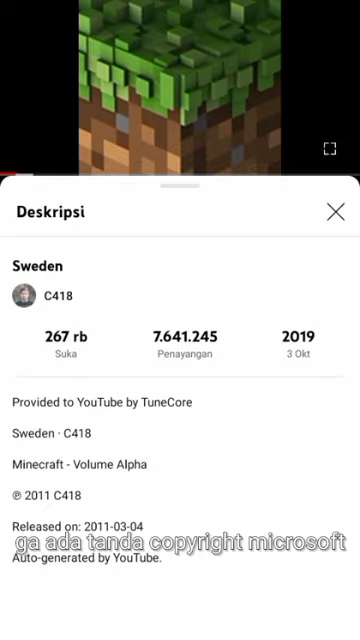 Deskripsi
Sweden
C418
267 rb
Suka
7.641.245
Penayangan
2019
3 Okt
Provided to YouTube by TuneCore
Sweden · C418
Minecraft - Volume Alpha
℗ 2011 C418
Released on: 2011-03-04
ga ada tanda copyright microsoft
Auto-generated by YouTube.